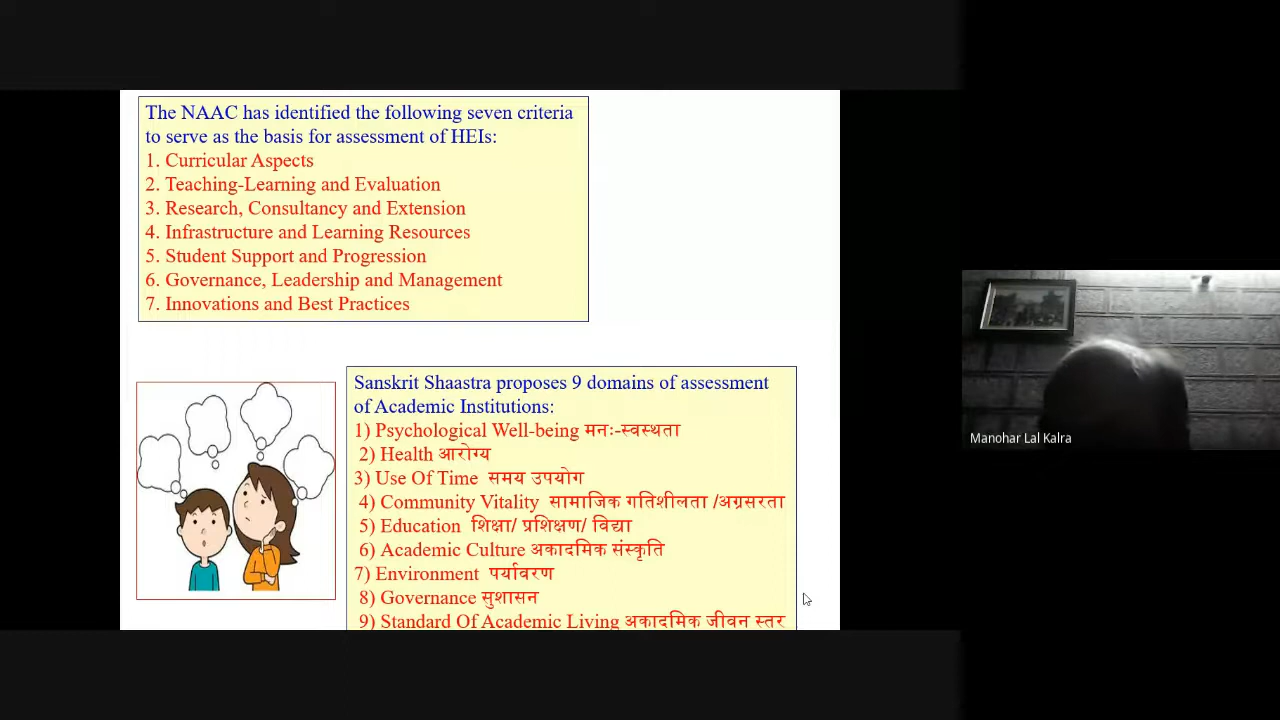 The NAAC has identified the following seven criteria
to serve as the basis for assessment of HEIs:
1. Curricular Aspects
2. Teaching-Learning and Evaluation
3. Research, Consultancy and Extension
4. Infrastructure and Learning Resources
5. Student Support and Progression
6. Governance, Leadership and Management
7. Innovations and Best Practices
Sanskrit Shaastra proposes 9 domains of assessment
of Academic Institutions:
1) Psychological Well-being मनः-स्वस्थता
2) Health आरोग्य
3) Use Of Time समय उपयोग
4) Community Vitality सामाजिक गतिशीलता /अग्रसरता
5) Education शिक्षा/ प्रशिक्षण/ विद्या
6) Academic Culture अकादमिक संस्कृति
7) Environment पर्यावरण
8) Governance सुशासन
9) Standard Of Academic Living अकादमिक जीवन स्तर
Manohar Lal Kalra